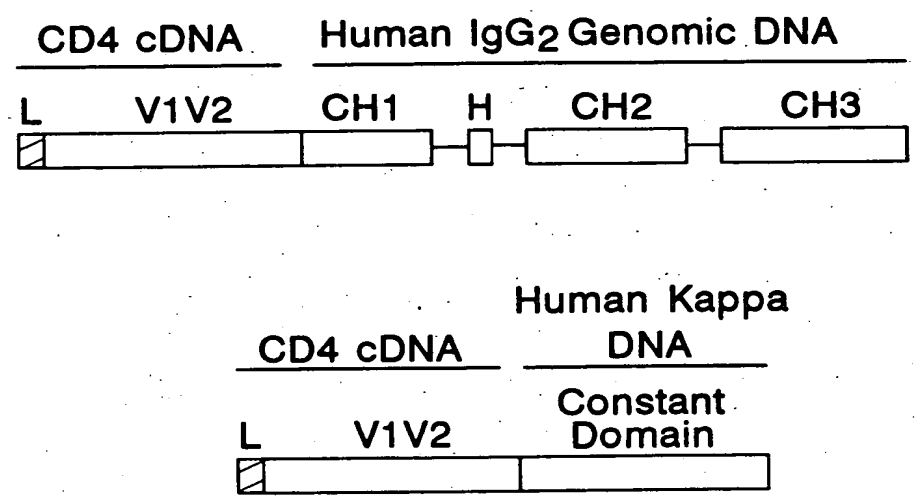 CD4 cDNA Human IgG2 Genomic DNA
L V1V2 CH1 H CH2 CH3
Human Kappa
CD4 cDNA DNA
Constant
L V1V2 Domain